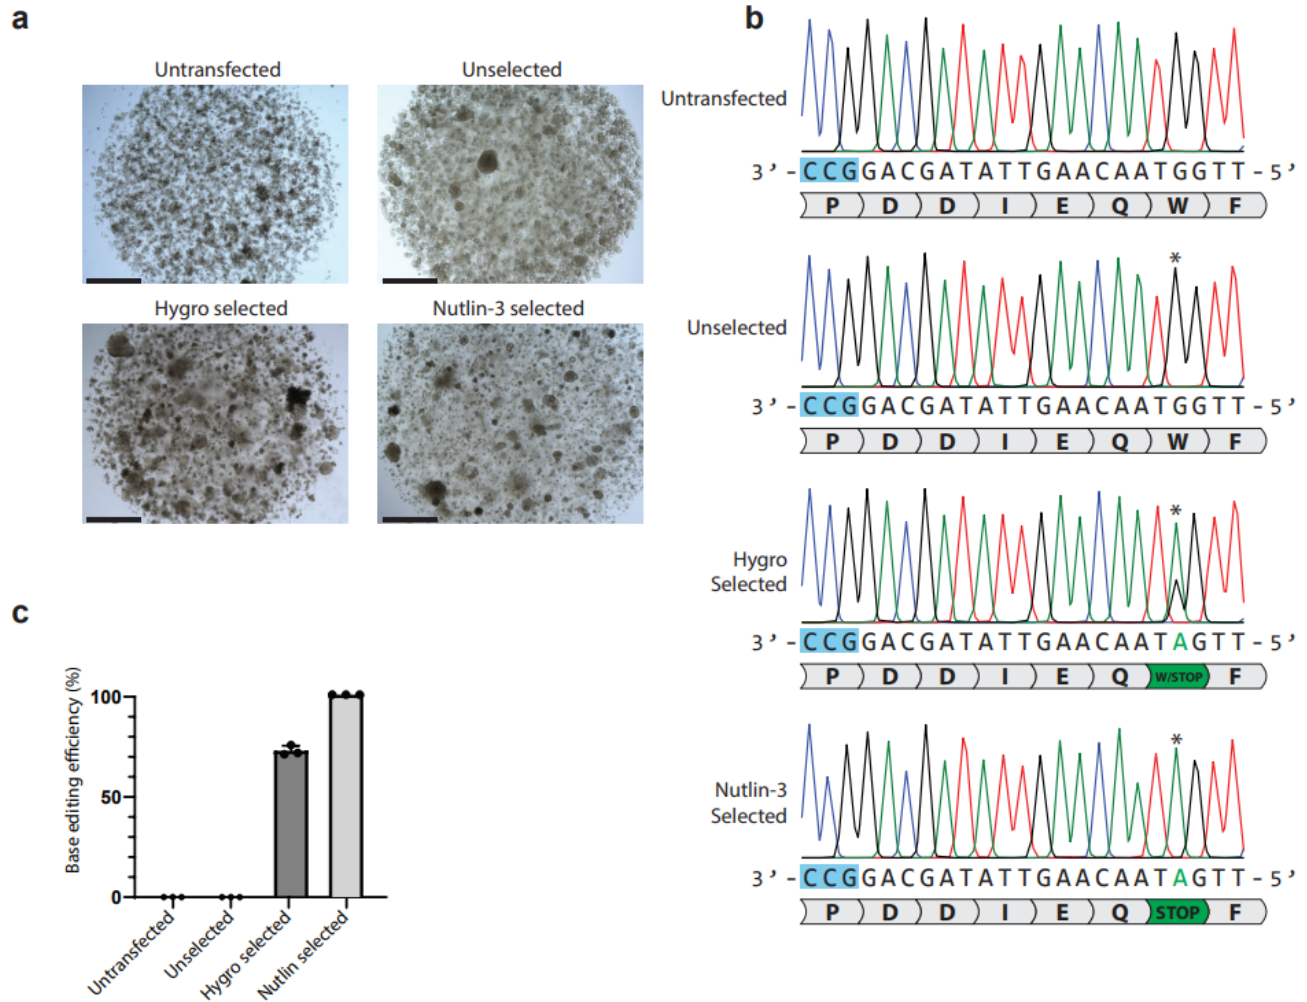 a
Untransfected
Unselected
Hygro selected
Nutlin-3 selected
b
Untransfected
3’ - CCGGACGATATTGAACAATGGTT - 5’
P D D I E Q W F
Unselected
*
3’ - CCGGACGATATTGAACAATGGTT - 5’
P D D I E Q W F
Hygro
Selected
*
3’ - CCGGACGATATTGAACAATAGTT - 5’
P D D I E Q W/STOP F
Nutlin-3
Selected
*
3’ - CCGGACGATATTGAACAATAGTT - 5’
P D D I E Q STOP F
c
Base editing efficiency (%)
100
50
0
Untransfected
Unselected
Hygro selected
Nutlin selected